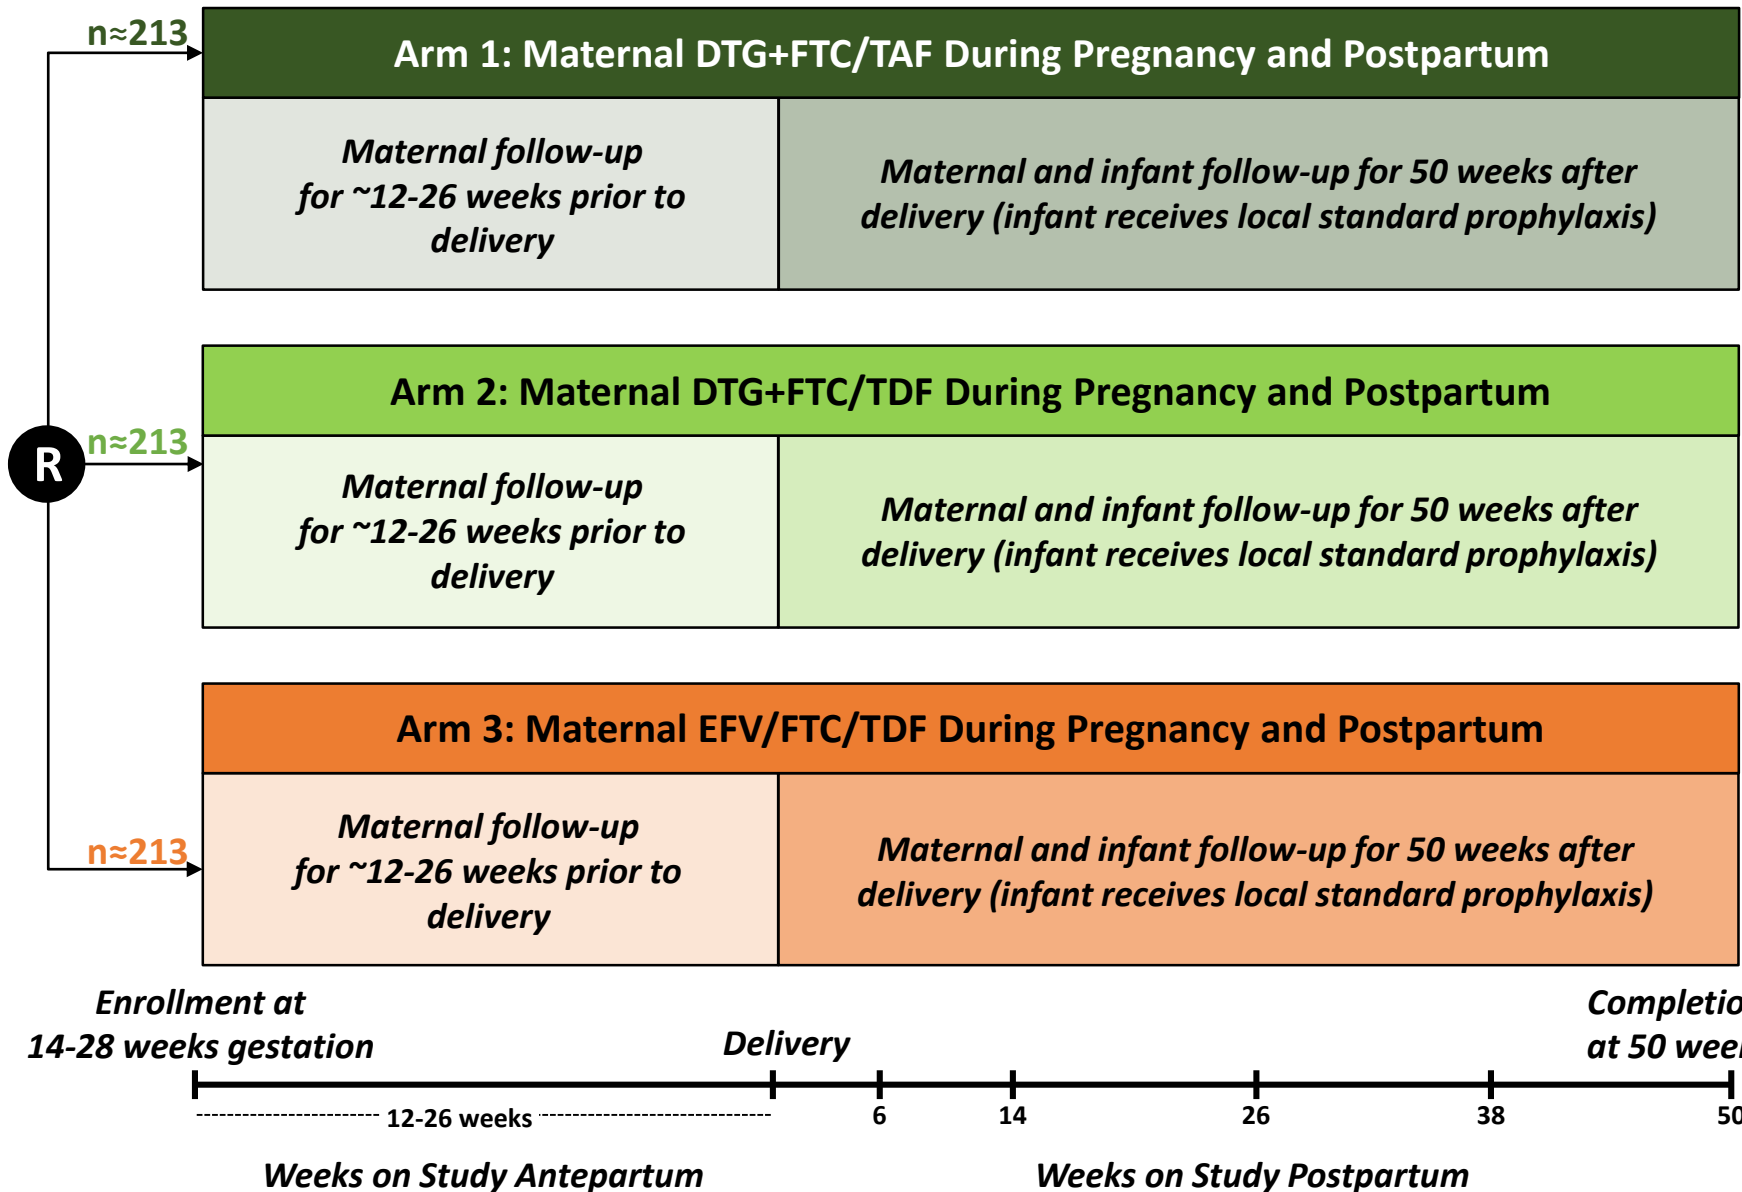 n≈213
Arm 1: Maternal DTG+FTC/TAF During Pregnancy and Postpartum
Maternal follow-up
for ~12-26 weeks prior to
delivery
Maternal and infant follow-up for 50 weeks after
delivery (infant receives local standard prophylaxis)
R
n≈213
Arm 2: Maternal DTG+FTC/TDF During Pregnancy and Postpartum
Maternal follow-up
for ~12-26 weeks prior to
delivery
Maternal and infant follow-up for 50 weeks after
delivery (infant receives local standard prophylaxis)
n≈213
Arm 3: Maternal EFV/FTC/TDF During Pregnancy and Postpartum
Maternal follow-up
for ~12-26 weeks prior to
delivery
Maternal and infant follow-up for 50 weeks after
delivery (infant receives local standard prophylaxis)
Enrollment at
14-28 weeks gestation
Delivery
Completio
at 50 week
12-26 weeks
6
14
26
38
50
Weeks on Study Antepartum
Weeks on Study Postpartum